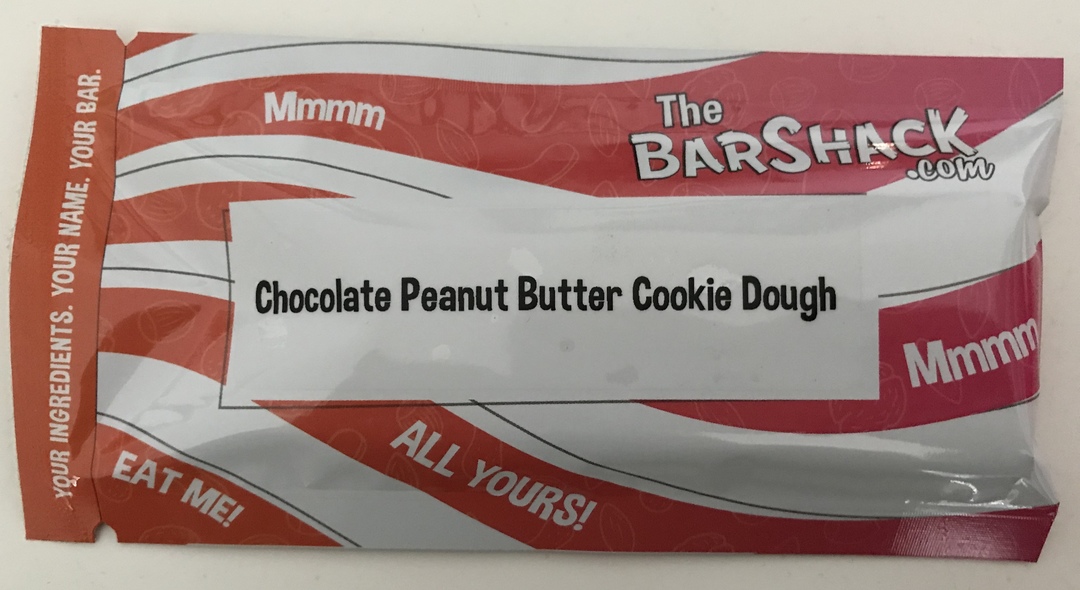 YOUR INGREDIENTS. YOUR NAME. YOUR BAR.
Mmmm
The
BARSHACK
.com
Chocolate Peanut Butter Cookie Dough
Mmmm
ALL YOURS!
EAT ME!